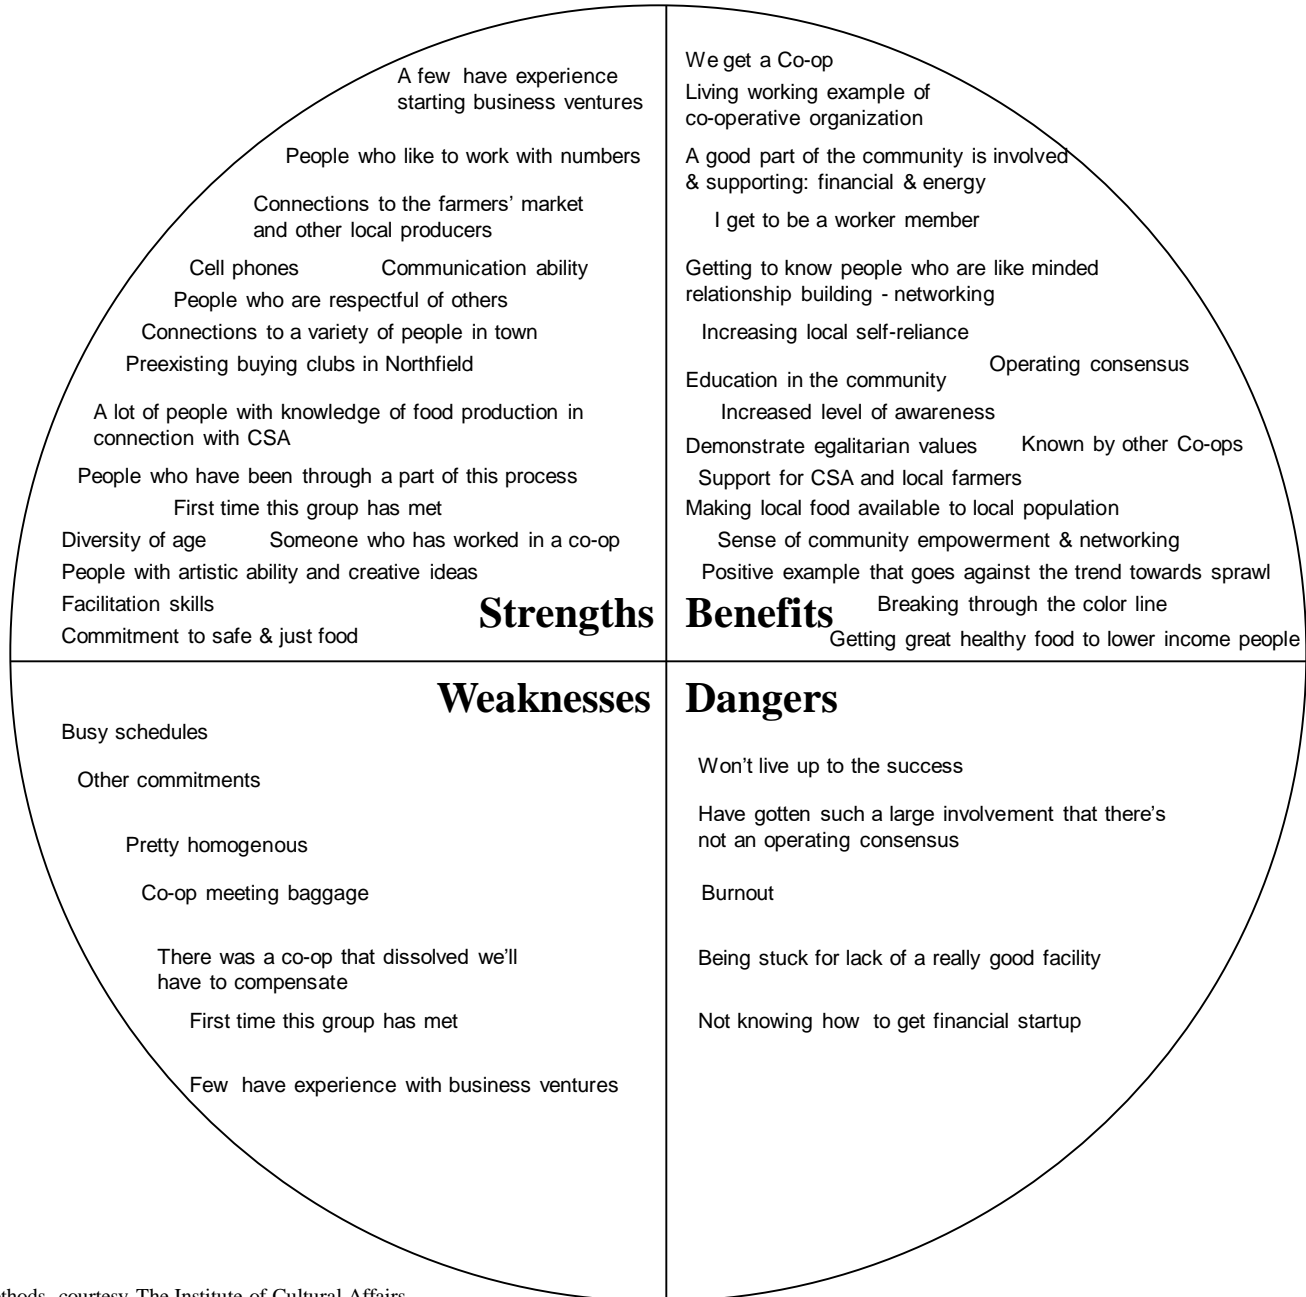 A few have experience
starting business ventures
People who like to work with numbers
Connections to the farmers' market
and other local producers
Cell phones Communication ability
People who are respectful of others
Connections to a variety of people in town
Preexisting buying clubs in Northfield
A lot of people with knowledge of food production in
connection with CSA
People who have been through a part of this process
First time this group has met
Diversity of age Someone who has worked in a co-op
People with artistic ability and creative ideas
Facilitation skills
Commitment to safe & just food
Strengths
We get a Co-op
Living working example of
co-operative organization
A good part of the community is involved
& supporting: financial & energy
I get to be a worker member
Getting to know people who are like minded
relationship building - networking
Increasing local self-reliance
Operating consensus
Education in the community
Increased level of awareness
Demonstrate egalitarian values Known by other Co-ops
Support for CSA and local farmers
Making local food available to local population
Sense of community empowerment & networking
Positive example that goes against the trend towards sprawl
Benefits Breaking through the color line
Getting great healthy food to lower income people
Weaknesses
Busy schedules
Other commitments
Pretty homogenous
Co-op meeting baggage
There was a co-op that dissolved we'll
have to compensate
First time this group has met
Few have experience with business ventures
Dangers
Won't live up to the success
Have gotten such a large involvement that there's
not an operating consensus
Burnout
Being stuck for lack of a really good facility
Not knowing how to get financial startup
courtesy The Institute of Cultural Affairs